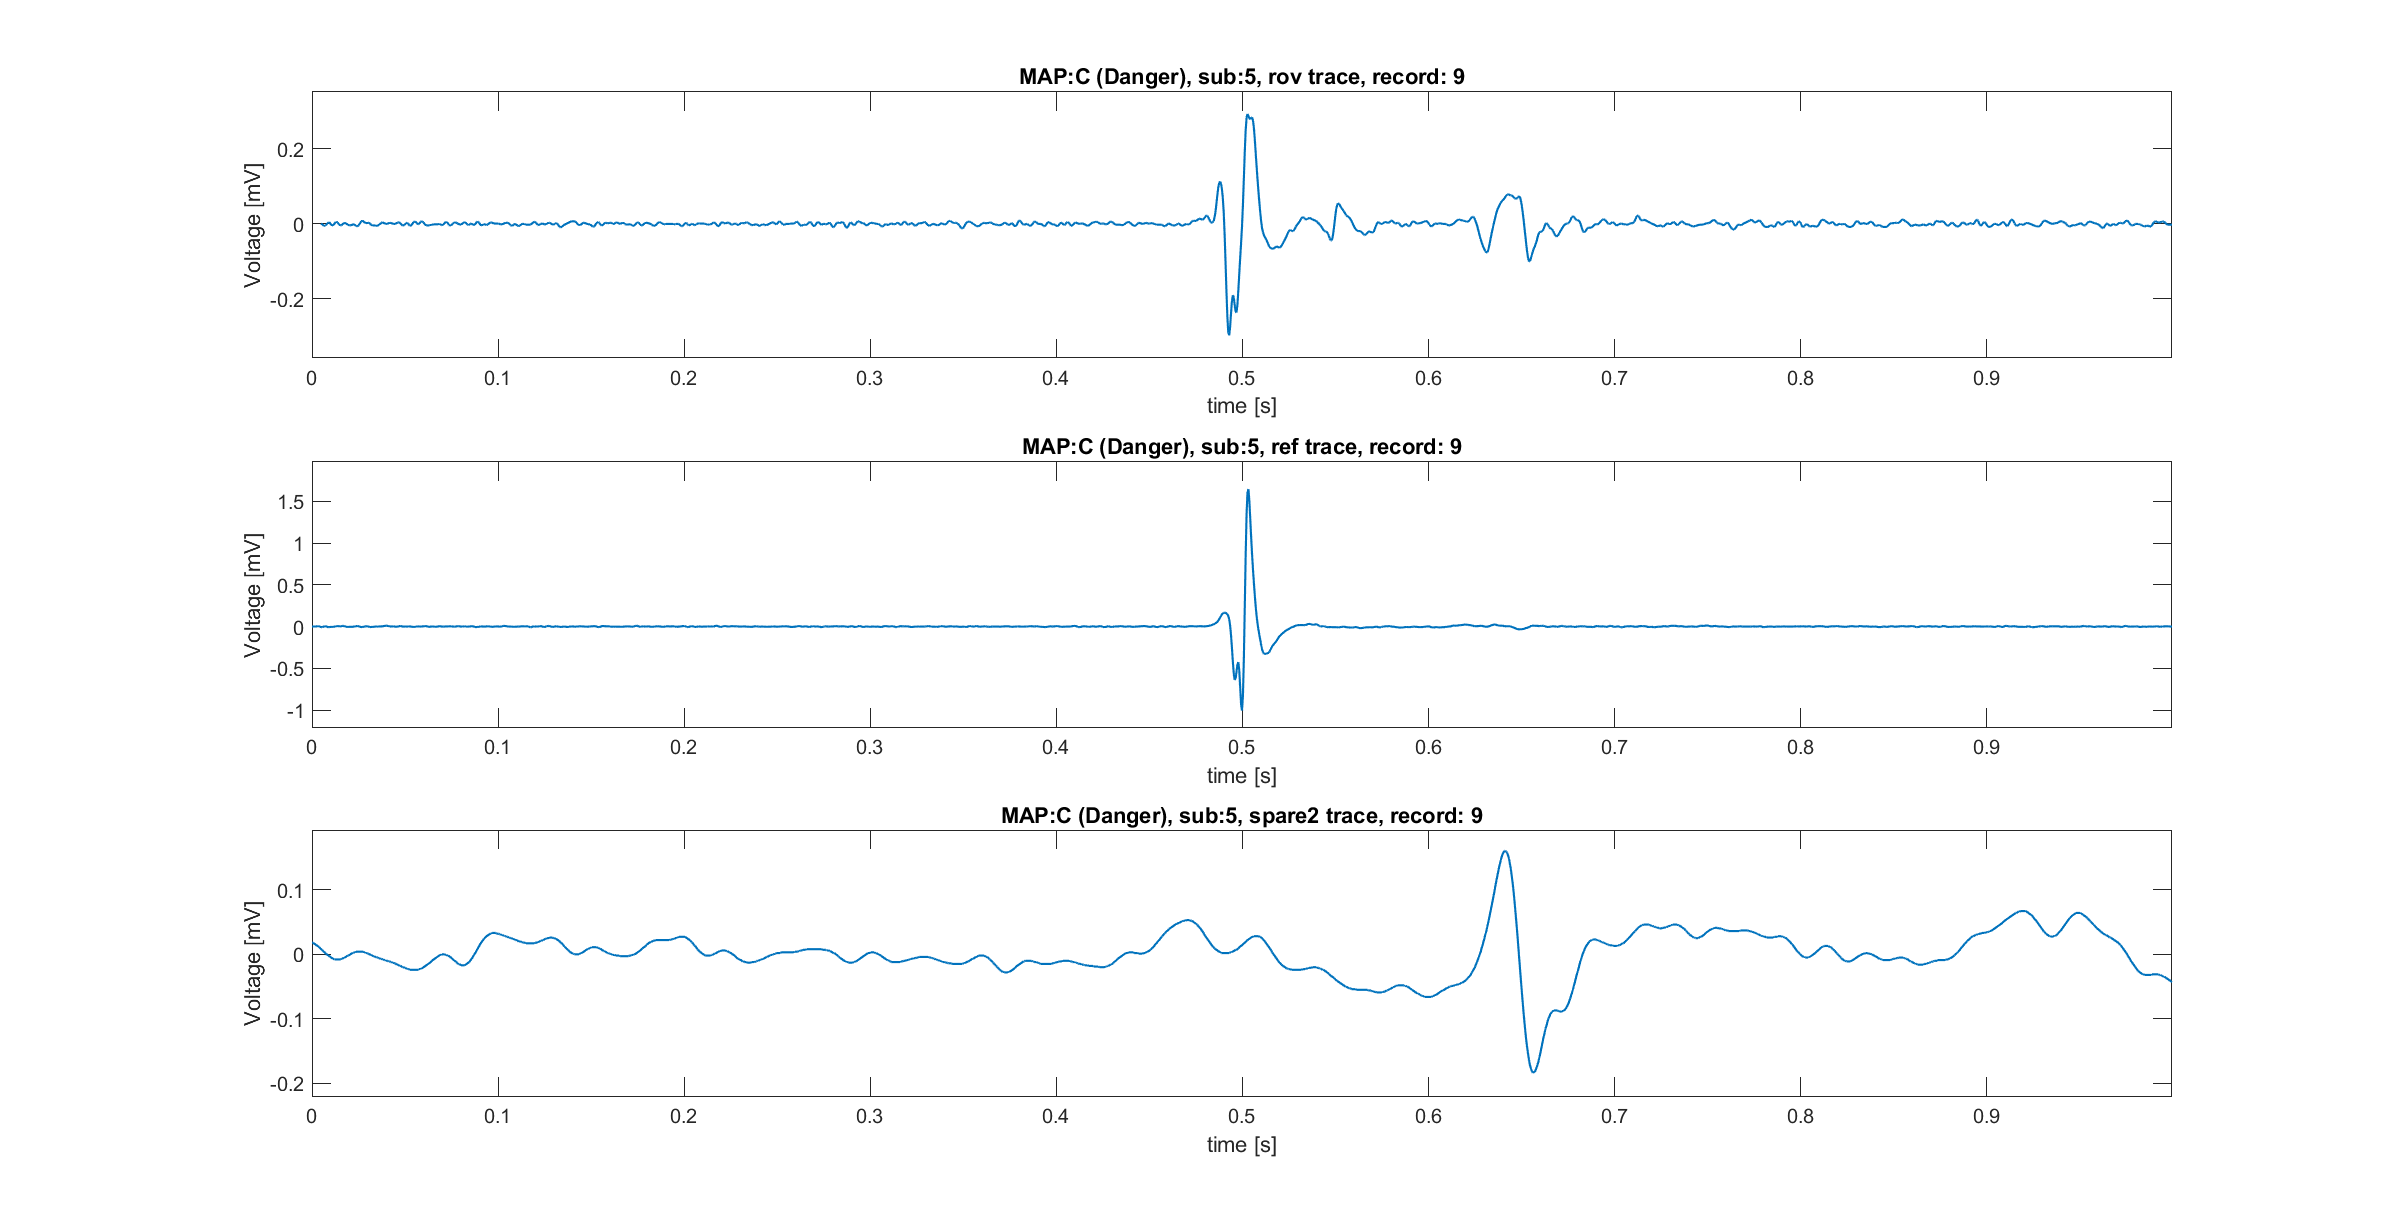 MAP:C (Danger), sub:5, rov trace, record: 9
Voltage [mV]
0.2
0
-0.2
0 0.1 0.2 0.3 0.4 0.5 0.6 0.7 0.8 0.9
time [s]
MAP:C (Danger), sub:5, ref trace, record: 9
Voltage [mV]
1.5
1
0.5
0
-0.5
-1
0 0.1 0.2 0.3 0.4 0.5 0.6 0.7 0.8 0.9
time [s]
MAP:C (Danger), sub:5, spare2 trace, record: 9
Voltage [mV]
0.1
0
-0.1
-0.2
0 0.1 0.2 0.3 0.4 0.5 0.6 0.7 0.8 0.9
time [s]